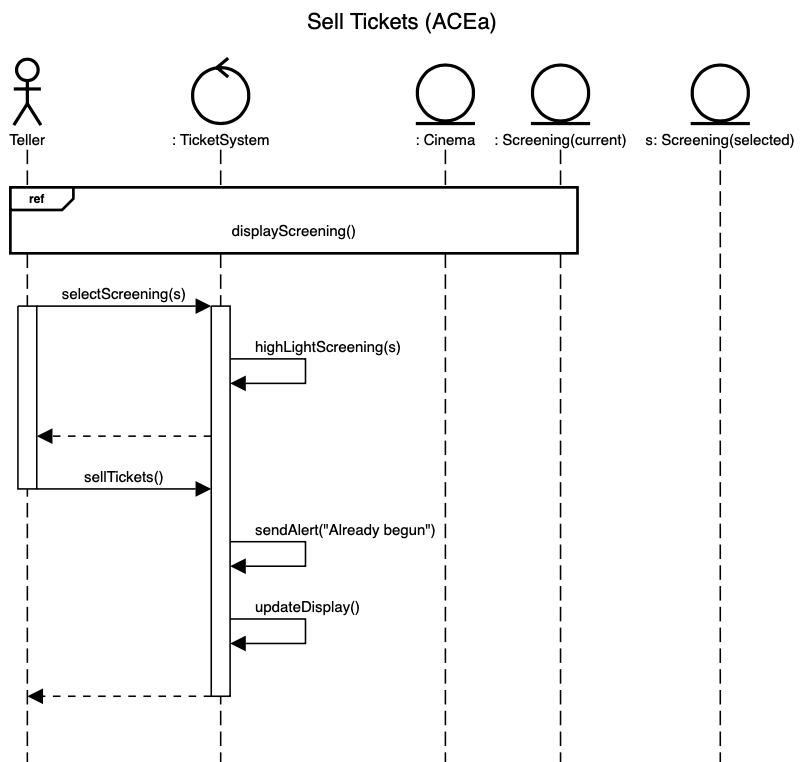 Sell Tickets (ACEa)
Teller
: TicketSystem
: Cinema
: Screening(current)
s: Screening(selected)
ref
displayScreening()
selectScreening(s)
highLightScreening(s)
sellTickets()
sendAlert("Already begun")
updateDisplay()